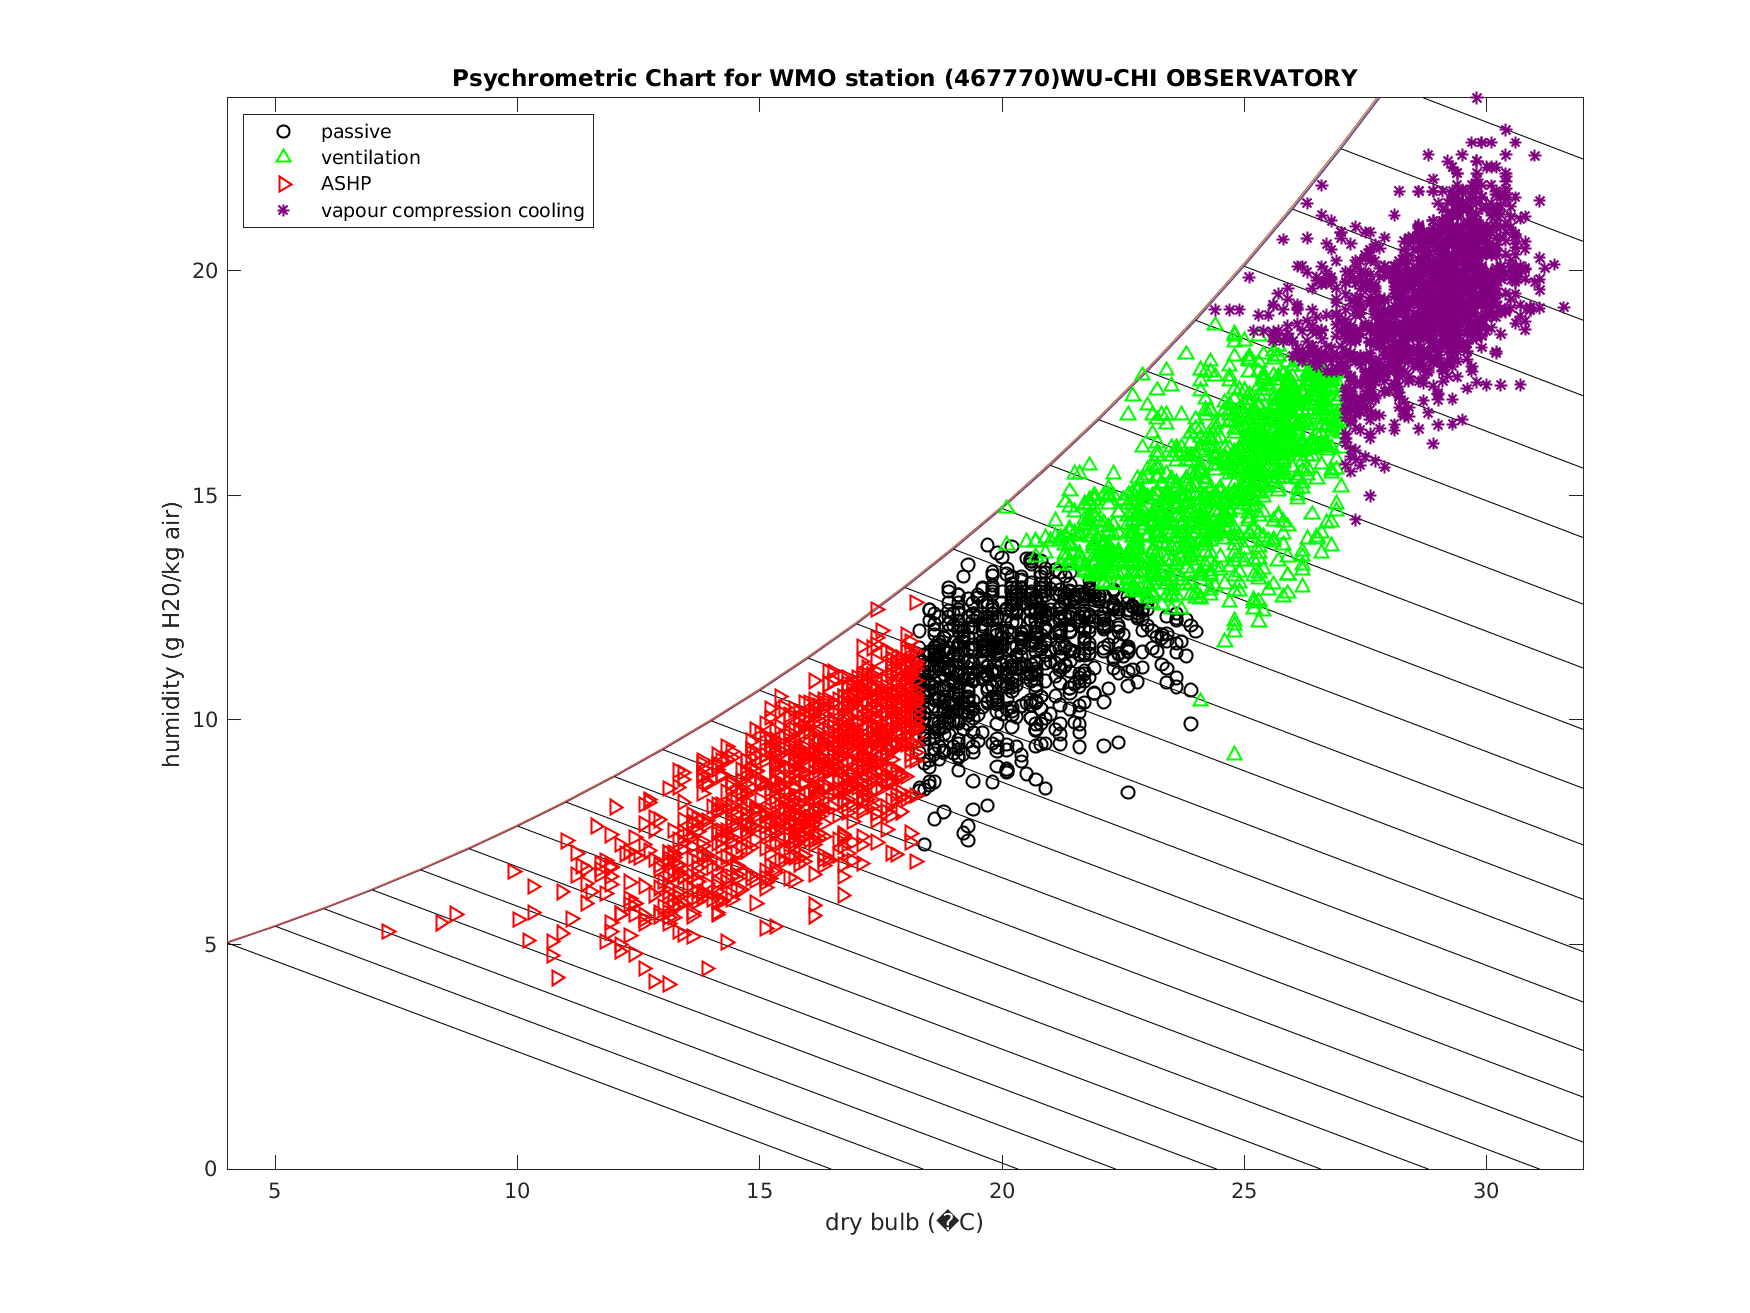 Psychrometric Chart for WMO station (467770)WU-CHI OBSERVATORY
passive
ventilation
ASHP
vapour compression cooling
humidity (g H20/kg air)
20
15
10
5
0
5 10 15 20 25 30
dry bulb (�C)